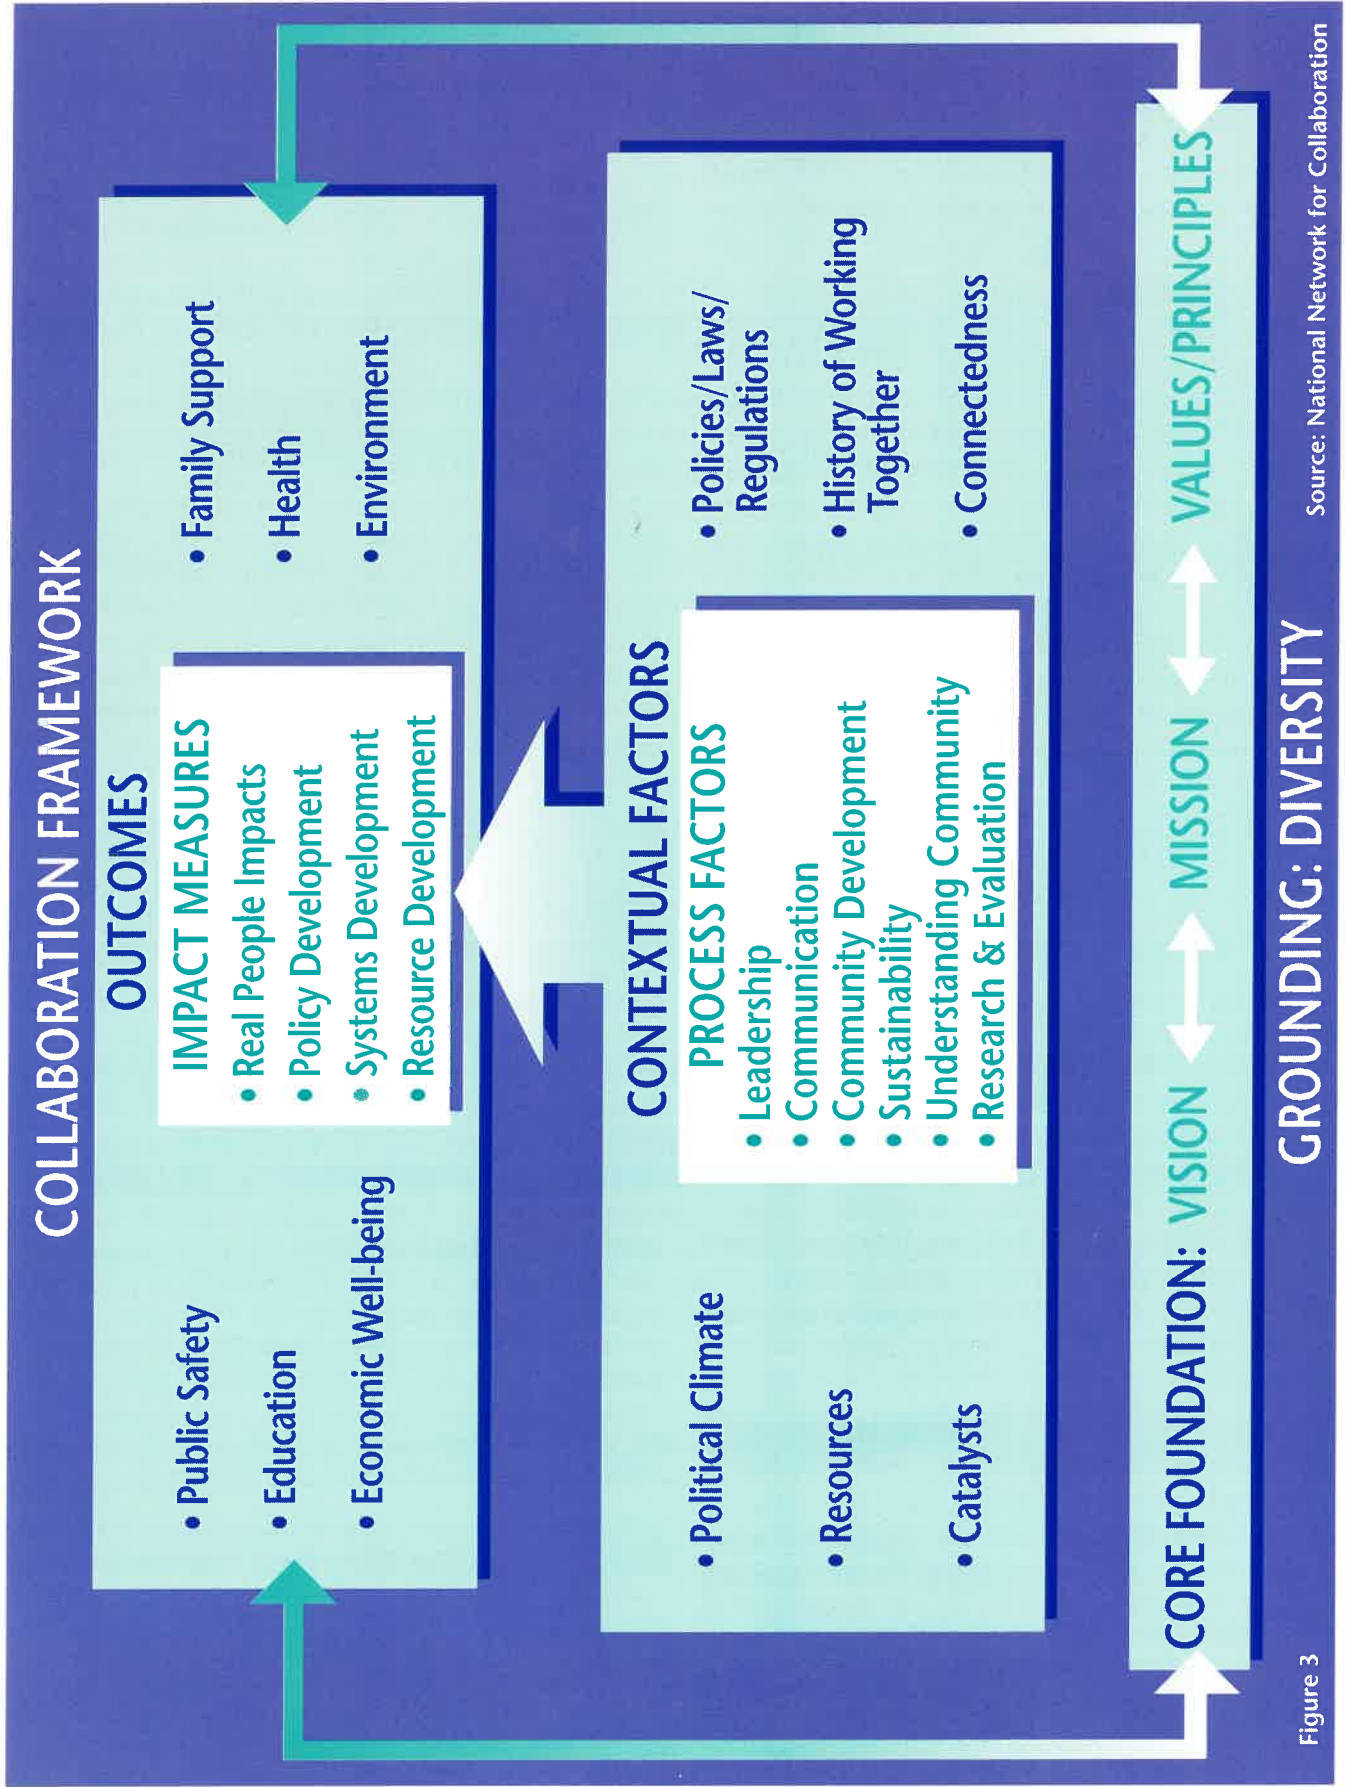 COLLABORATION FRAMEWORK
OUTCOMES
• Public Safety
• Education
• Economic Well-being
IMPACT MEASURES
• Real People Impacts
• Policy Development
• Systems Development
• Resource Development
• Family Support
• Health
• Environment
CONTEXTUAL FACTORS
• Political Climate
• Resources
• Catalysts
PROCESS FACTORS
• Leadership
• Communication
• Community Development
• Sustainability
• Understanding Community
• Research & Evaluation
• Policies/Laws/
Regulations
• History of Working
Together
• Connectedness
CORE FOUNDATION: VISION MISSION VALUES/PRINCIPLES
GROUNDING: DIVERSITY
Figure 3
Source: National Network for Collaboration